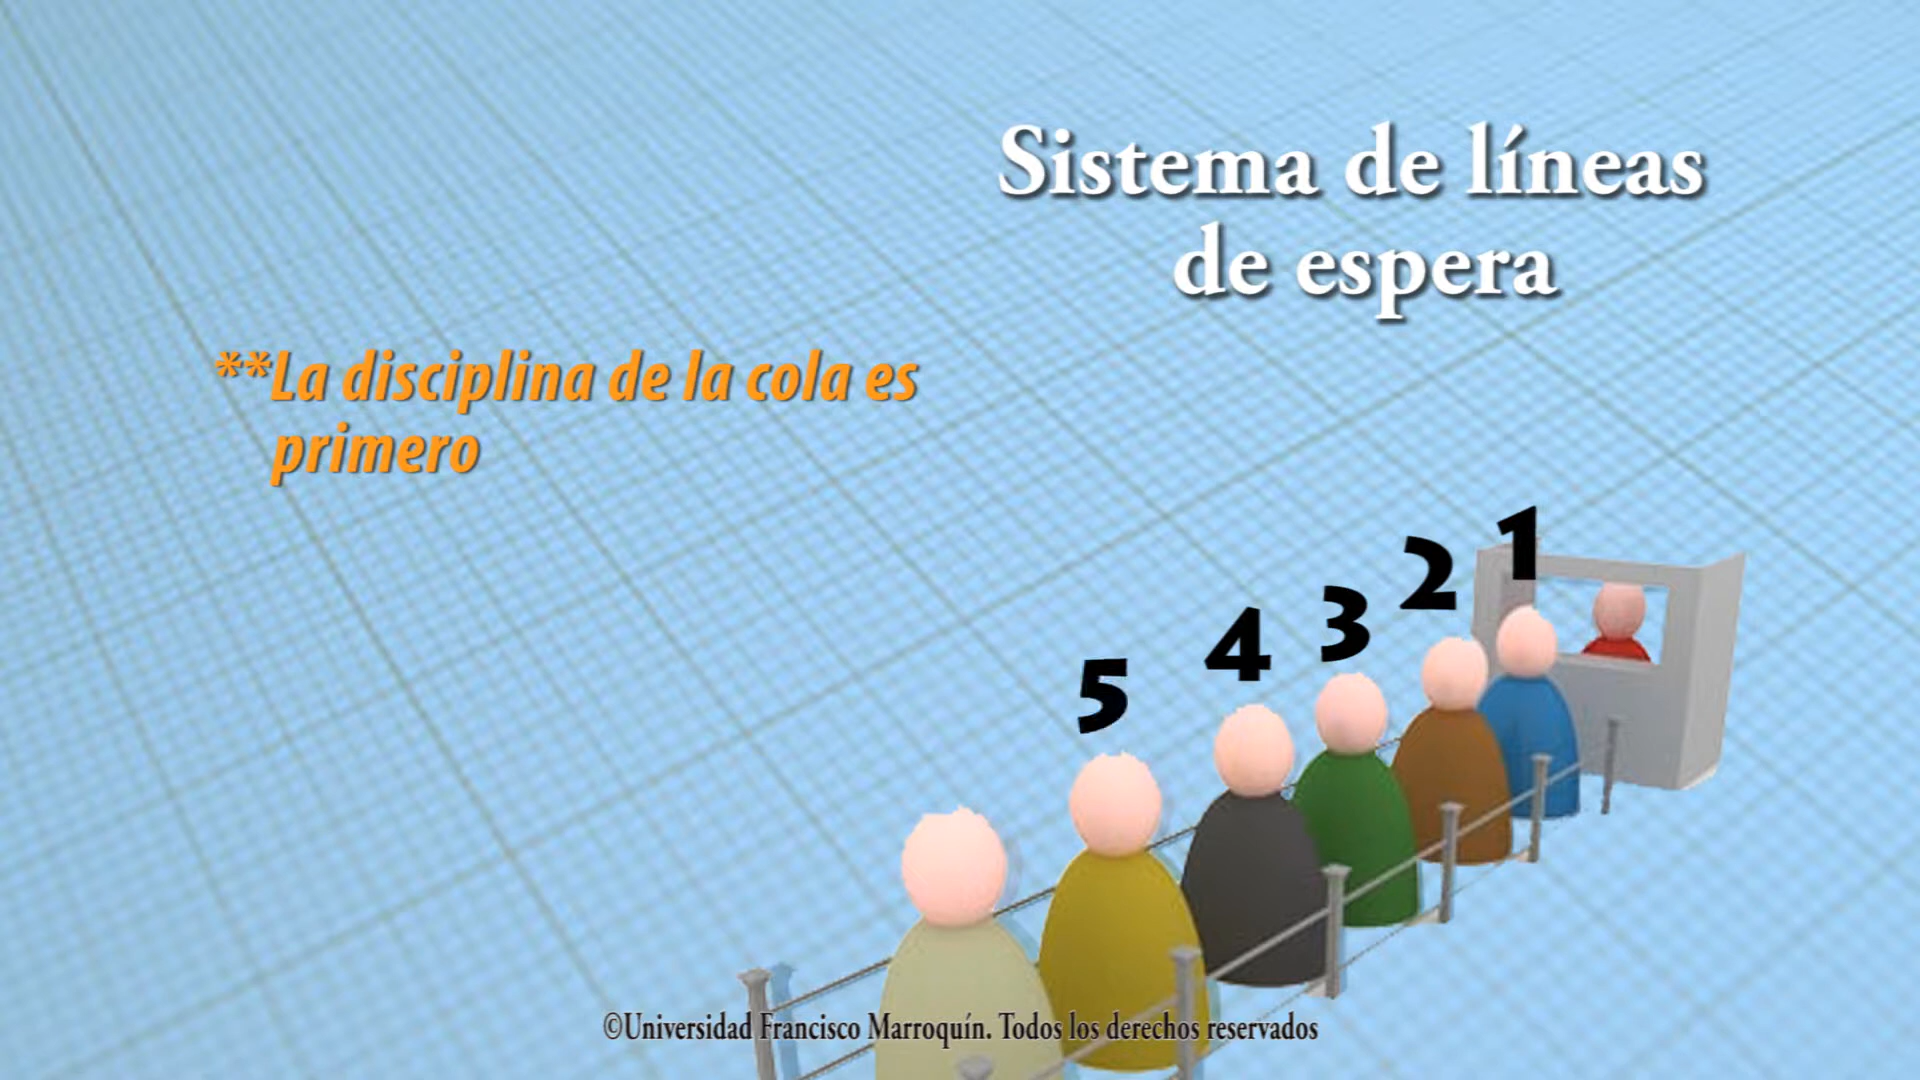 Sistema de líneas
de espera
**La disciplina de la cola es
primero
1
2
3
4
5
©Universidad Francisco Marroquín. Todos los derechos reservados